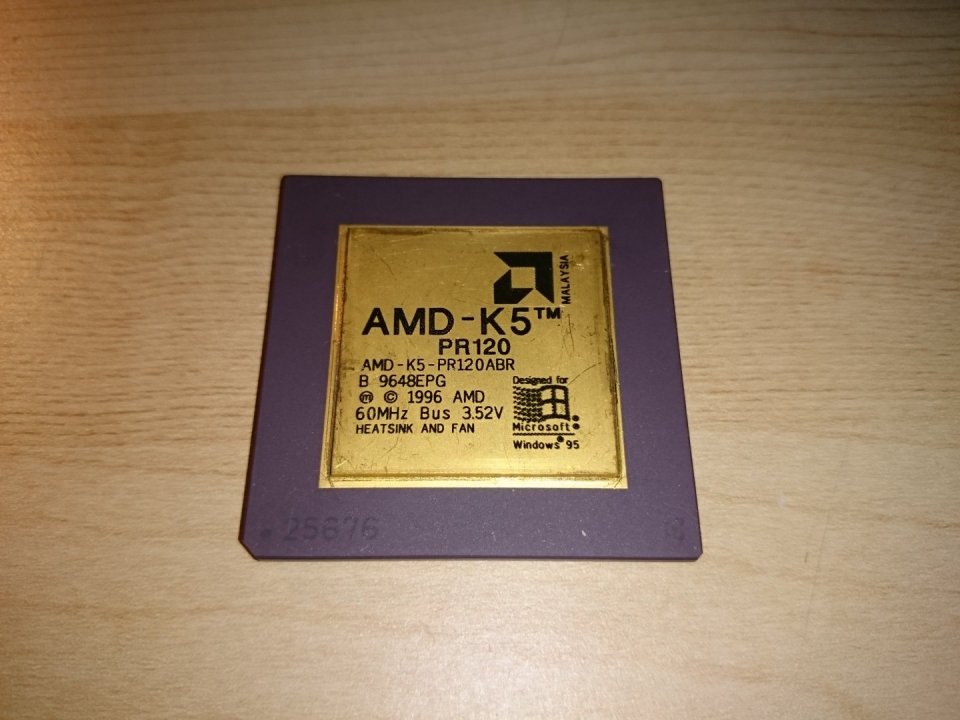 MALAYSIA
AMD-K5™
PR120
AMD-K5-PR120ABR
B 9648EPG
ⓜ © 1996 AMD
60MHz Bus 3.52V
HEATSINK AND FAN
Designed for
Microsoft®
Windows®95